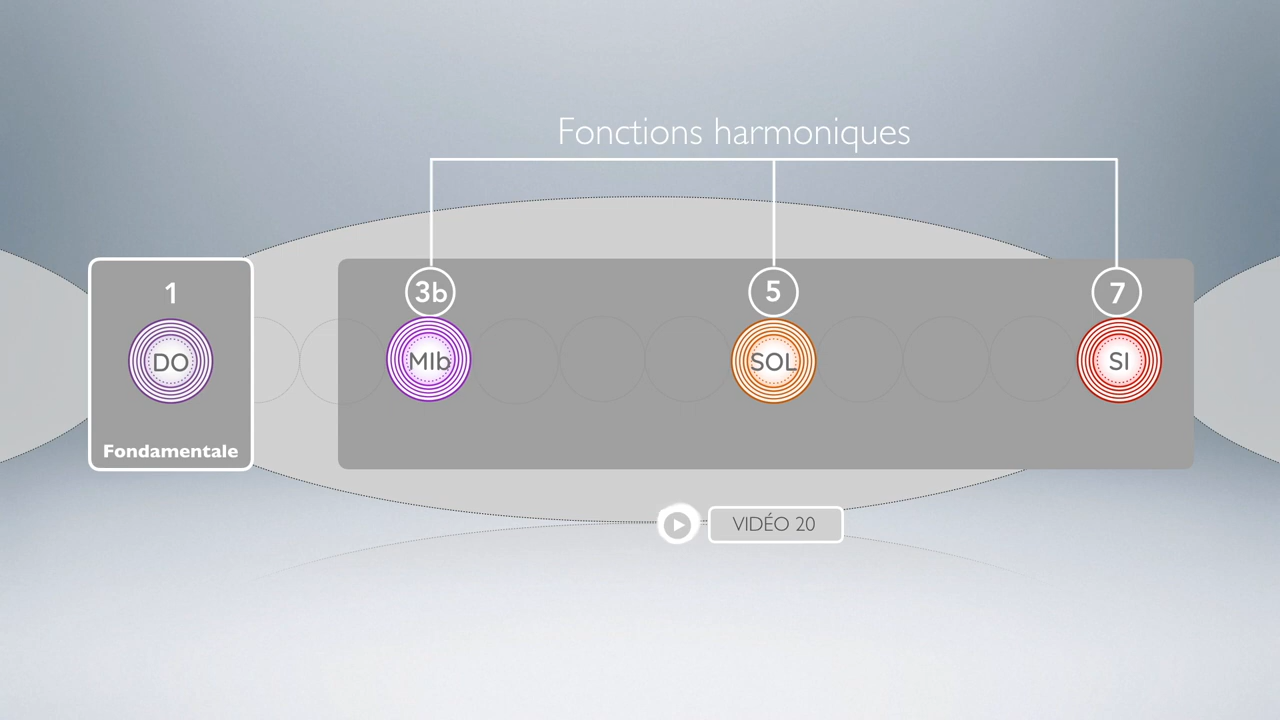 Fonctions harmoniques
1 3b 5 7
DO MIb SOL SI
Fondamentale
VIDÉO 20